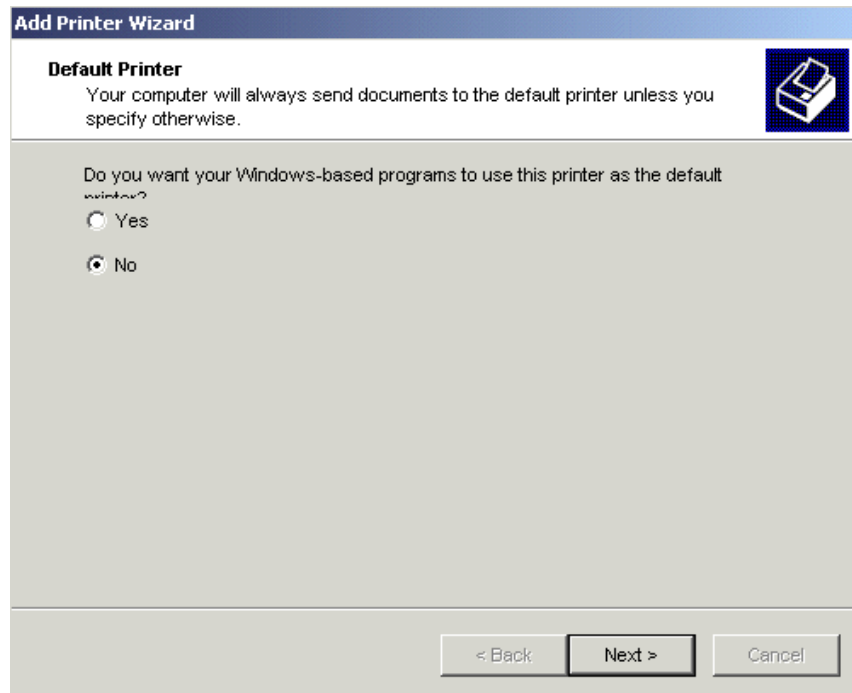 Add Printer Wizard
Default Printer
Your computer will always send documents to the default printer unless you
specify otherwise.
Do you want your Windows-based programs to use this printer as the default
printer?
Yes
No
< Back
Next >
Cancel